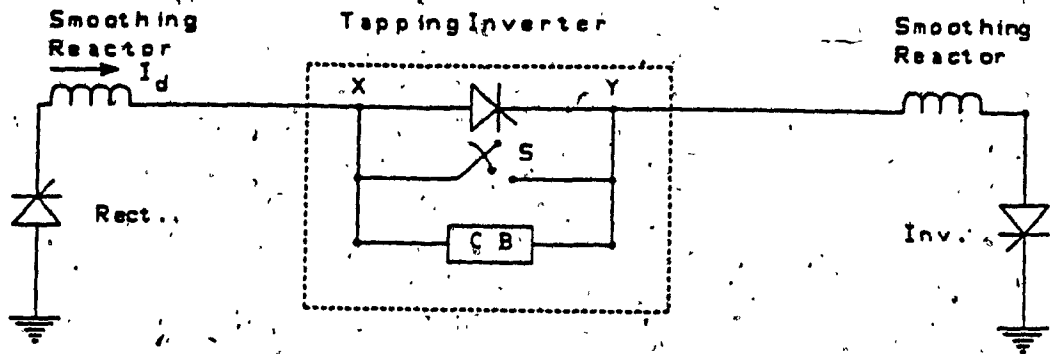 Smoothing
Reactor
I_d
Tapping Inverter
Smoothing
Reactor
X
Y
S
Rect..
C B
Inv.